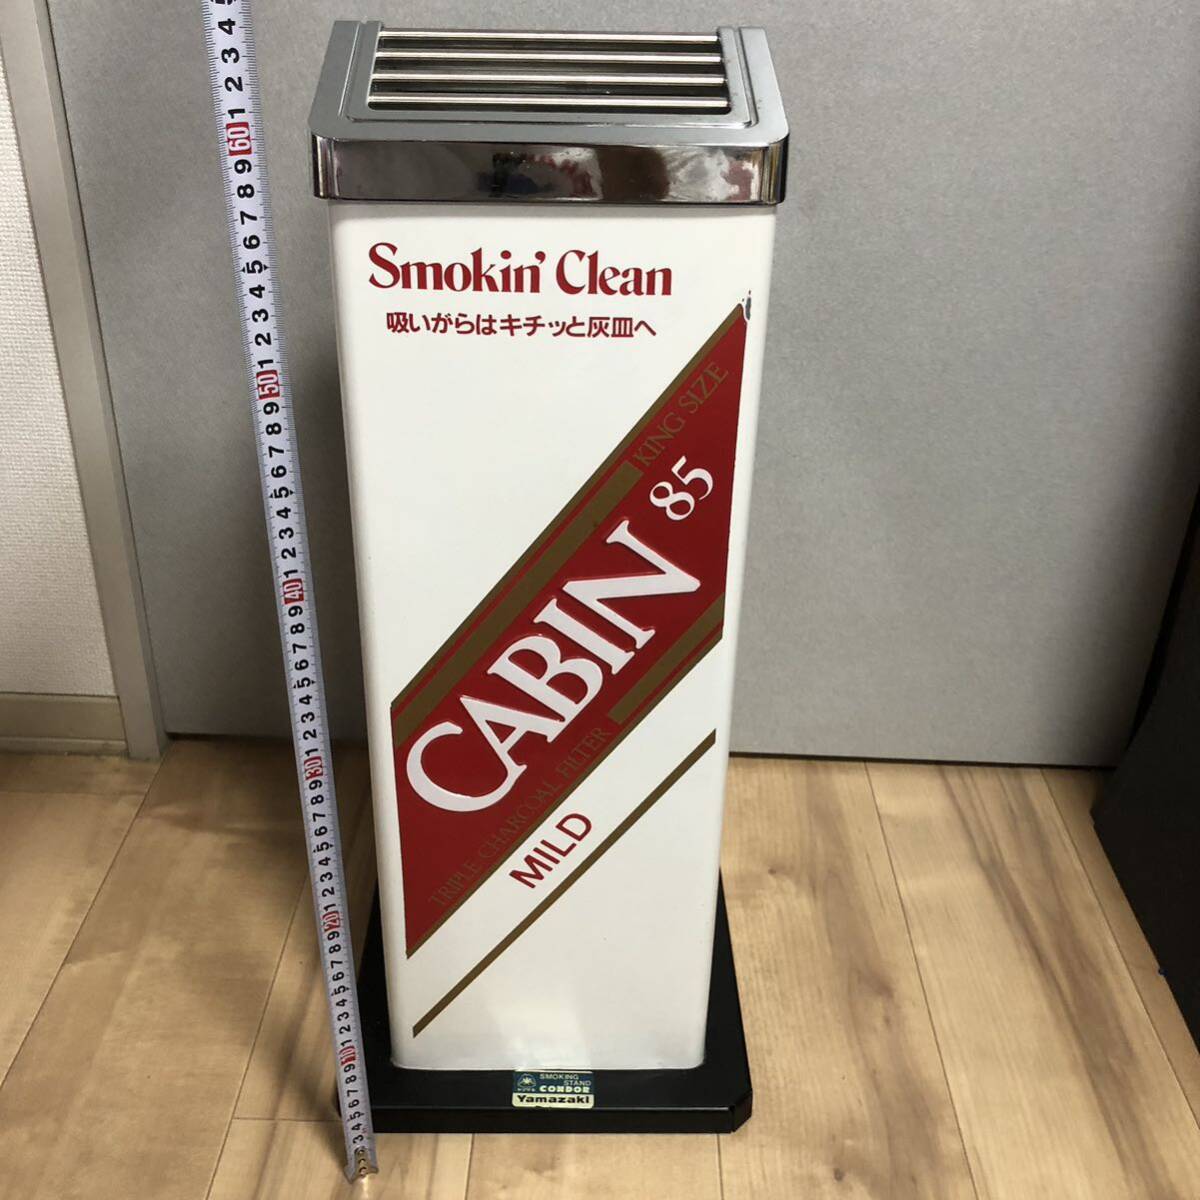 Smokin' Clean
吸いがらはキチッと灰皿へ
KING SIZE
CABIN 85
TRIPLE CHARCOAL FILTER
MILD
SMOKING
STAND
CONDOR
Yamazaki